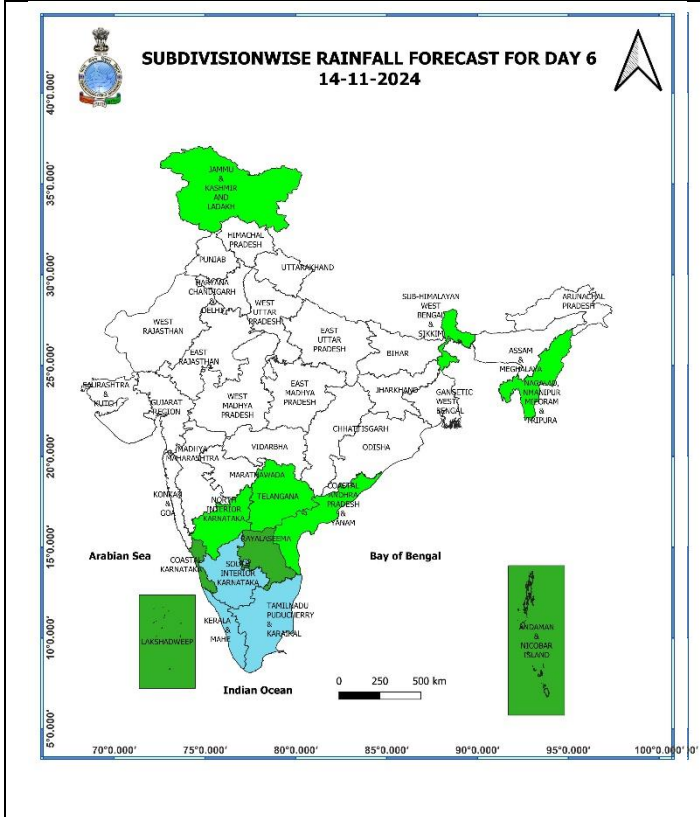 SUBDIVISIONWISE RAINFALL FORECAST FOR DAY 6
14-11-2024
40°0.000'
35°0.000'
30°0.000'
25°0.000'
20°0.000'
15°0.000'
10°0.000'
5°0.000'
JAMMU
&
KASHMIR
AND
LADAKH
HIMACHAL
PRADESH
PUNJAB
UTTARAKHAND
HARYANA
CHANDIGARH
&
DELHI
WEST
RAJASTHAN
WEST
UTTAR
PRADESH
EAST
RAJASTHAN
EAST
UTTAR
PRADESH
SUB-HIMALAYAN
WEST
BENGAL
&
SIKKIM
ARUNACHAL
PRADESH
BIHAR
ASSAM
&
MEGHALAYA
NAGALAD,
MANIPUR
MIZORAM
&
TRIPURA
SAURASHTRA
&
KUTCH
GUJARAT
REGION
WEST
MADHYA
PRADESH
EAST
MADHYA
PRADESH
JHARKHAND
GANGETIC
WEST
BENGAL
CHHATTISGARH
ODISHA
MADHYA
MAHARASHTRA
VIDARBHA
MARATHAWADA
KONKAN
&
GOA
NORTH
INTERIOR
KARNATAKA
TELANGANA
COASTAL
ANDHRA
PRADESH
&
YANAM
RAYALASEEMA
Arabian Sea
Bay of Bengal
COASTAL
KARNATAKA
SOUTH
INTERIOR
KARNATAKA
TAMILNADU
PUDUCHERRY
&
KARAIKAL
KERALA
&
MAHE
LAKSHADWEEP
ANDAMAN
&
NICOBAR
ISLAND
Indian Ocean
0 250 500 km
70°0.000' 75°0.000' 80°0.000' 85°0.000' 90°0.000' 95°0.000' 100°0.000'